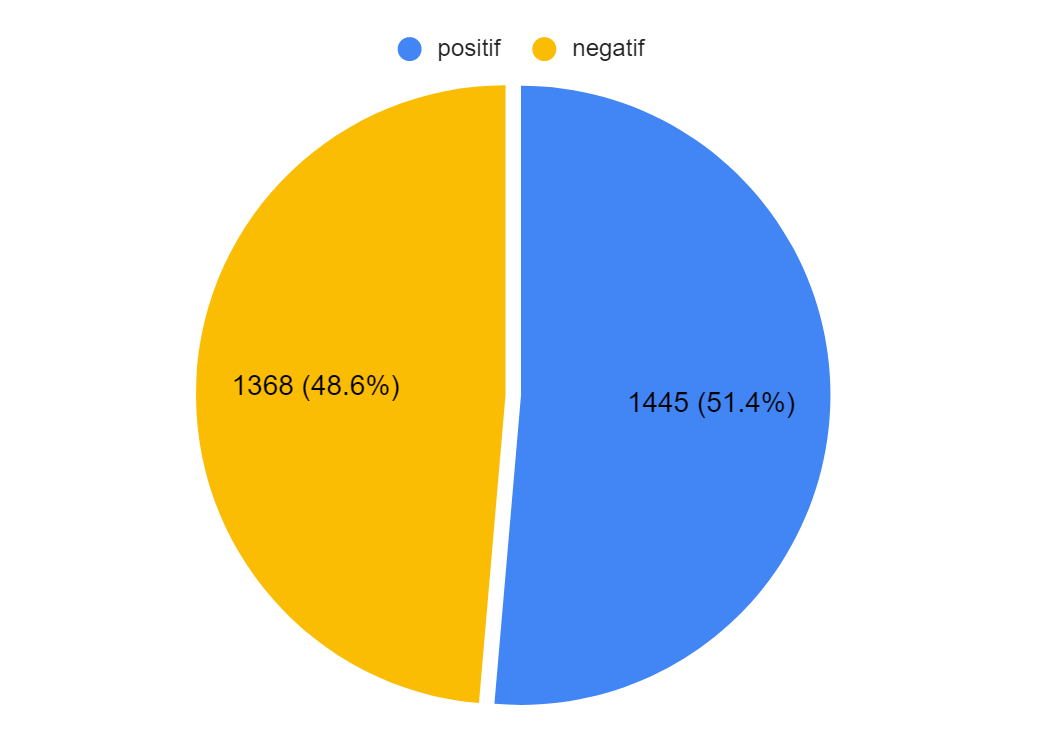 positif negatif
1368 (48.6%)
1445 (51.4%)